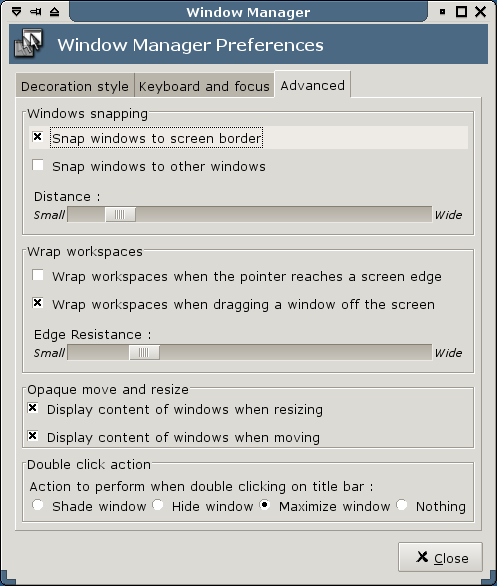 Window Manager
Window Manager Preferences
Decoration style Keyboard and focus Advanced
Windows snapping
Snap windows to screen border
Snap windows to other windows
Distance :
Small Wide
Wrap workspaces
Wrap workspaces when the pointer reaches a screen edge
Wrap workspaces when dragging a window off the screen
Edge Resistance :
Small Wide
Opaque move and resize
Display content of windows when resizing
Display content of windows when moving
Double click action
Action to perform when double clicking on title bar :
Shade window Hide window Maximize window Nothing
Close